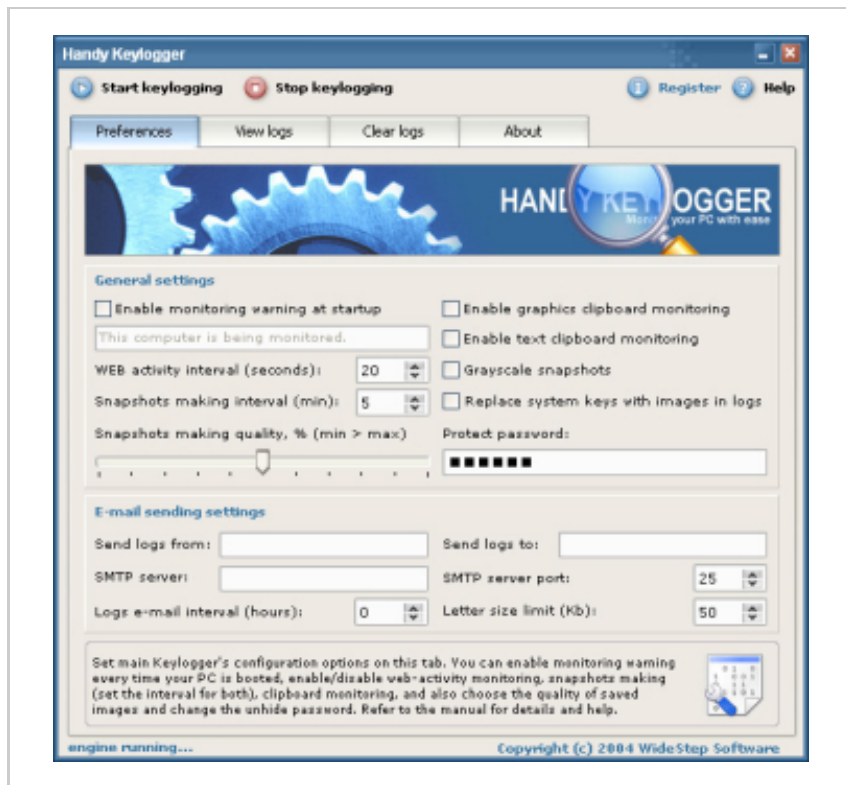 Handy Keylogger
Start keylogging Stop keylogging Register Help
Preferences View logs Clear logs About
HANDY KEYLOGGER
Monitor your PC with ease
General settings
Enable monitoring warning at startup
Enable graphics clipboard monitoring
This computer is being monitored.
Enable text clipboard monitoring
WEB activity interval (seconds): 20
Grayscale snapshots
Snapshots making interval (min): 5
Replace system keys with images in logs
Snapshots making quality, % (min > max)
Protect password:
E-mail sending settings
Send logs from: Send logs to:
SMTP server: SMTP server port: 25
Logs e-mail interval (hours): 0 Letter size limit (Kb): 50
Set main Keylogger's configuration options on this tab. You can enable monitoring warning
every time your PC is booted, enable/disable web-activity monitoring, snapshots making
(set the interval for both), clipboard monitoring, and also choose the quality of saved
images and change the unhide password. Refer to the manual for details and help.
engine running... Copyright (c) 2004 WideStep Software